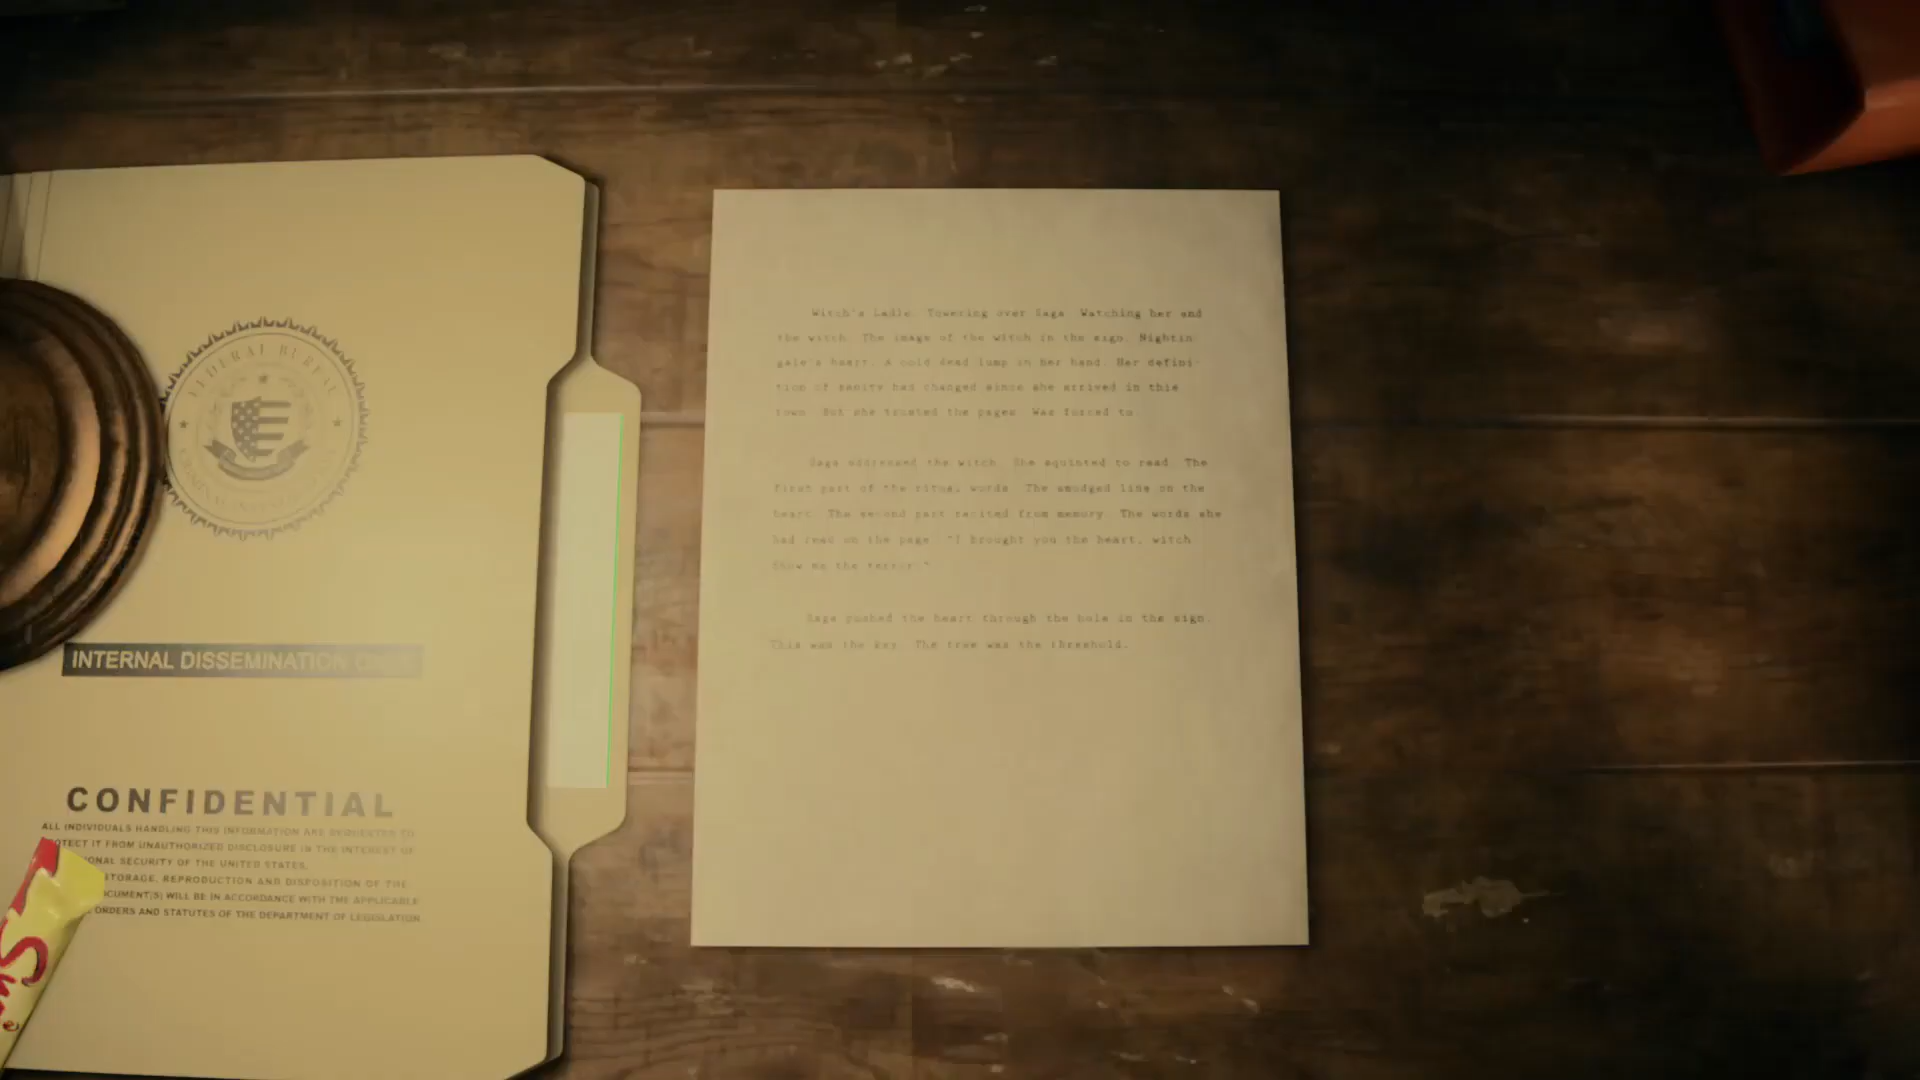 FEDERAL BUREAU
INTERNAL DISSEMINATION ONLY
CONFIDENTIAL
ALL INDIVIDUALS HANDLING THIS INFORMATION ARE REQUESTED TO
OTECT IT FROM UNAUTHORIZED DISCLOSURE IN THE INTEREST OF
IONAL SECURITY OF THE UNITED STATES.
STORAGE, REPRODUCTION AND DISPOSITION OF THE
CUMENT(S) WILL BE IN ACCORDANCE WITH THE APPLICABLE
ORDERS AND STATUTES OF THE DEPARTMENT OF LEGISLATION
Witch's Ladle. Towering over Saga. Watching her and
the witch. The image of the witch in the sign. Nightin-
gale's heart. A cold dead lump in her hand. Her defini-
tion of sanity had changed since she arrived in this
town. But she trusted the pages. Was forced to.
Saga addressed the witch. She squinted to read. The
first part of the ritual words. The smudged line on the
heart. The second part recited from memory. The words she
had read on the page. "I brought you the heart, witch.
Show me the terror."
Saga pushed the heart through the hole in the sign.
This was the key. The tree was the threshold.